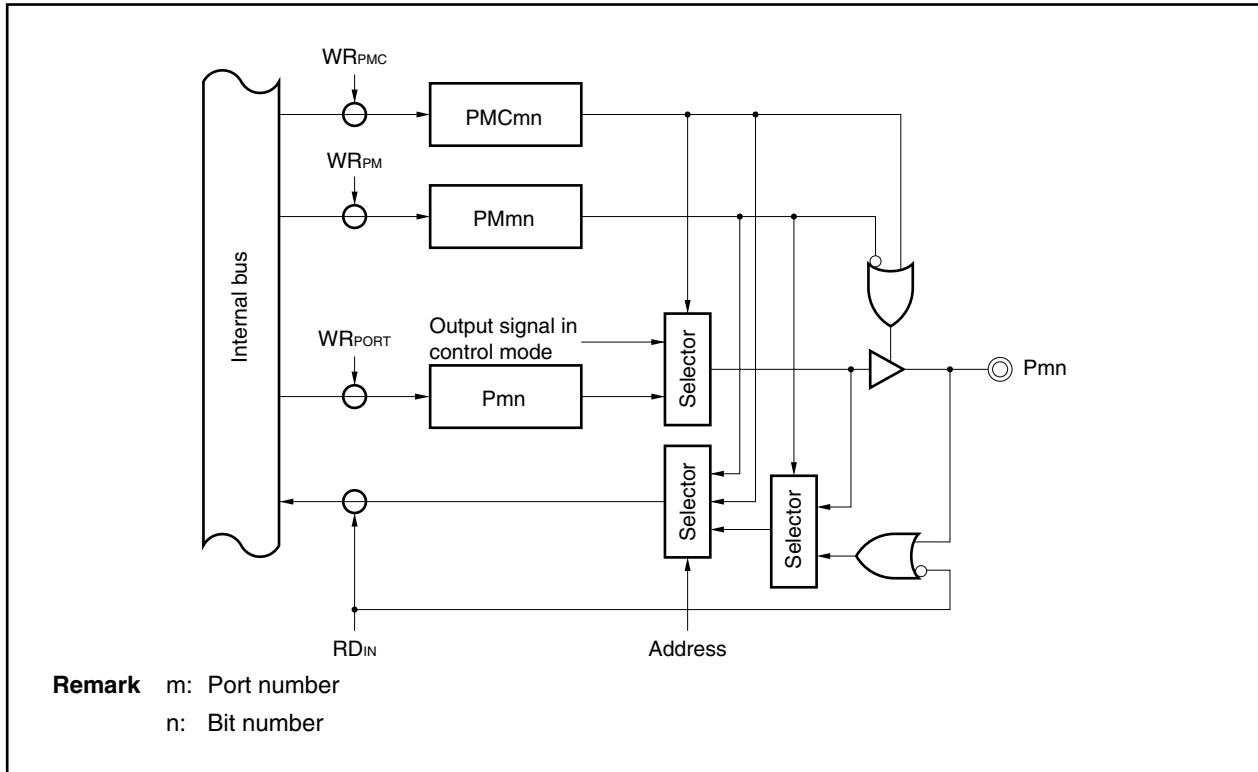 WRPMC
PMCmn
WRPM
PMmn
Internal bus
Output signal in
control mode
WRPORT
Pmn
Selector
Pmn
Selector
Selector
RDIN
Address
Remark m: Port number
n: Bit number